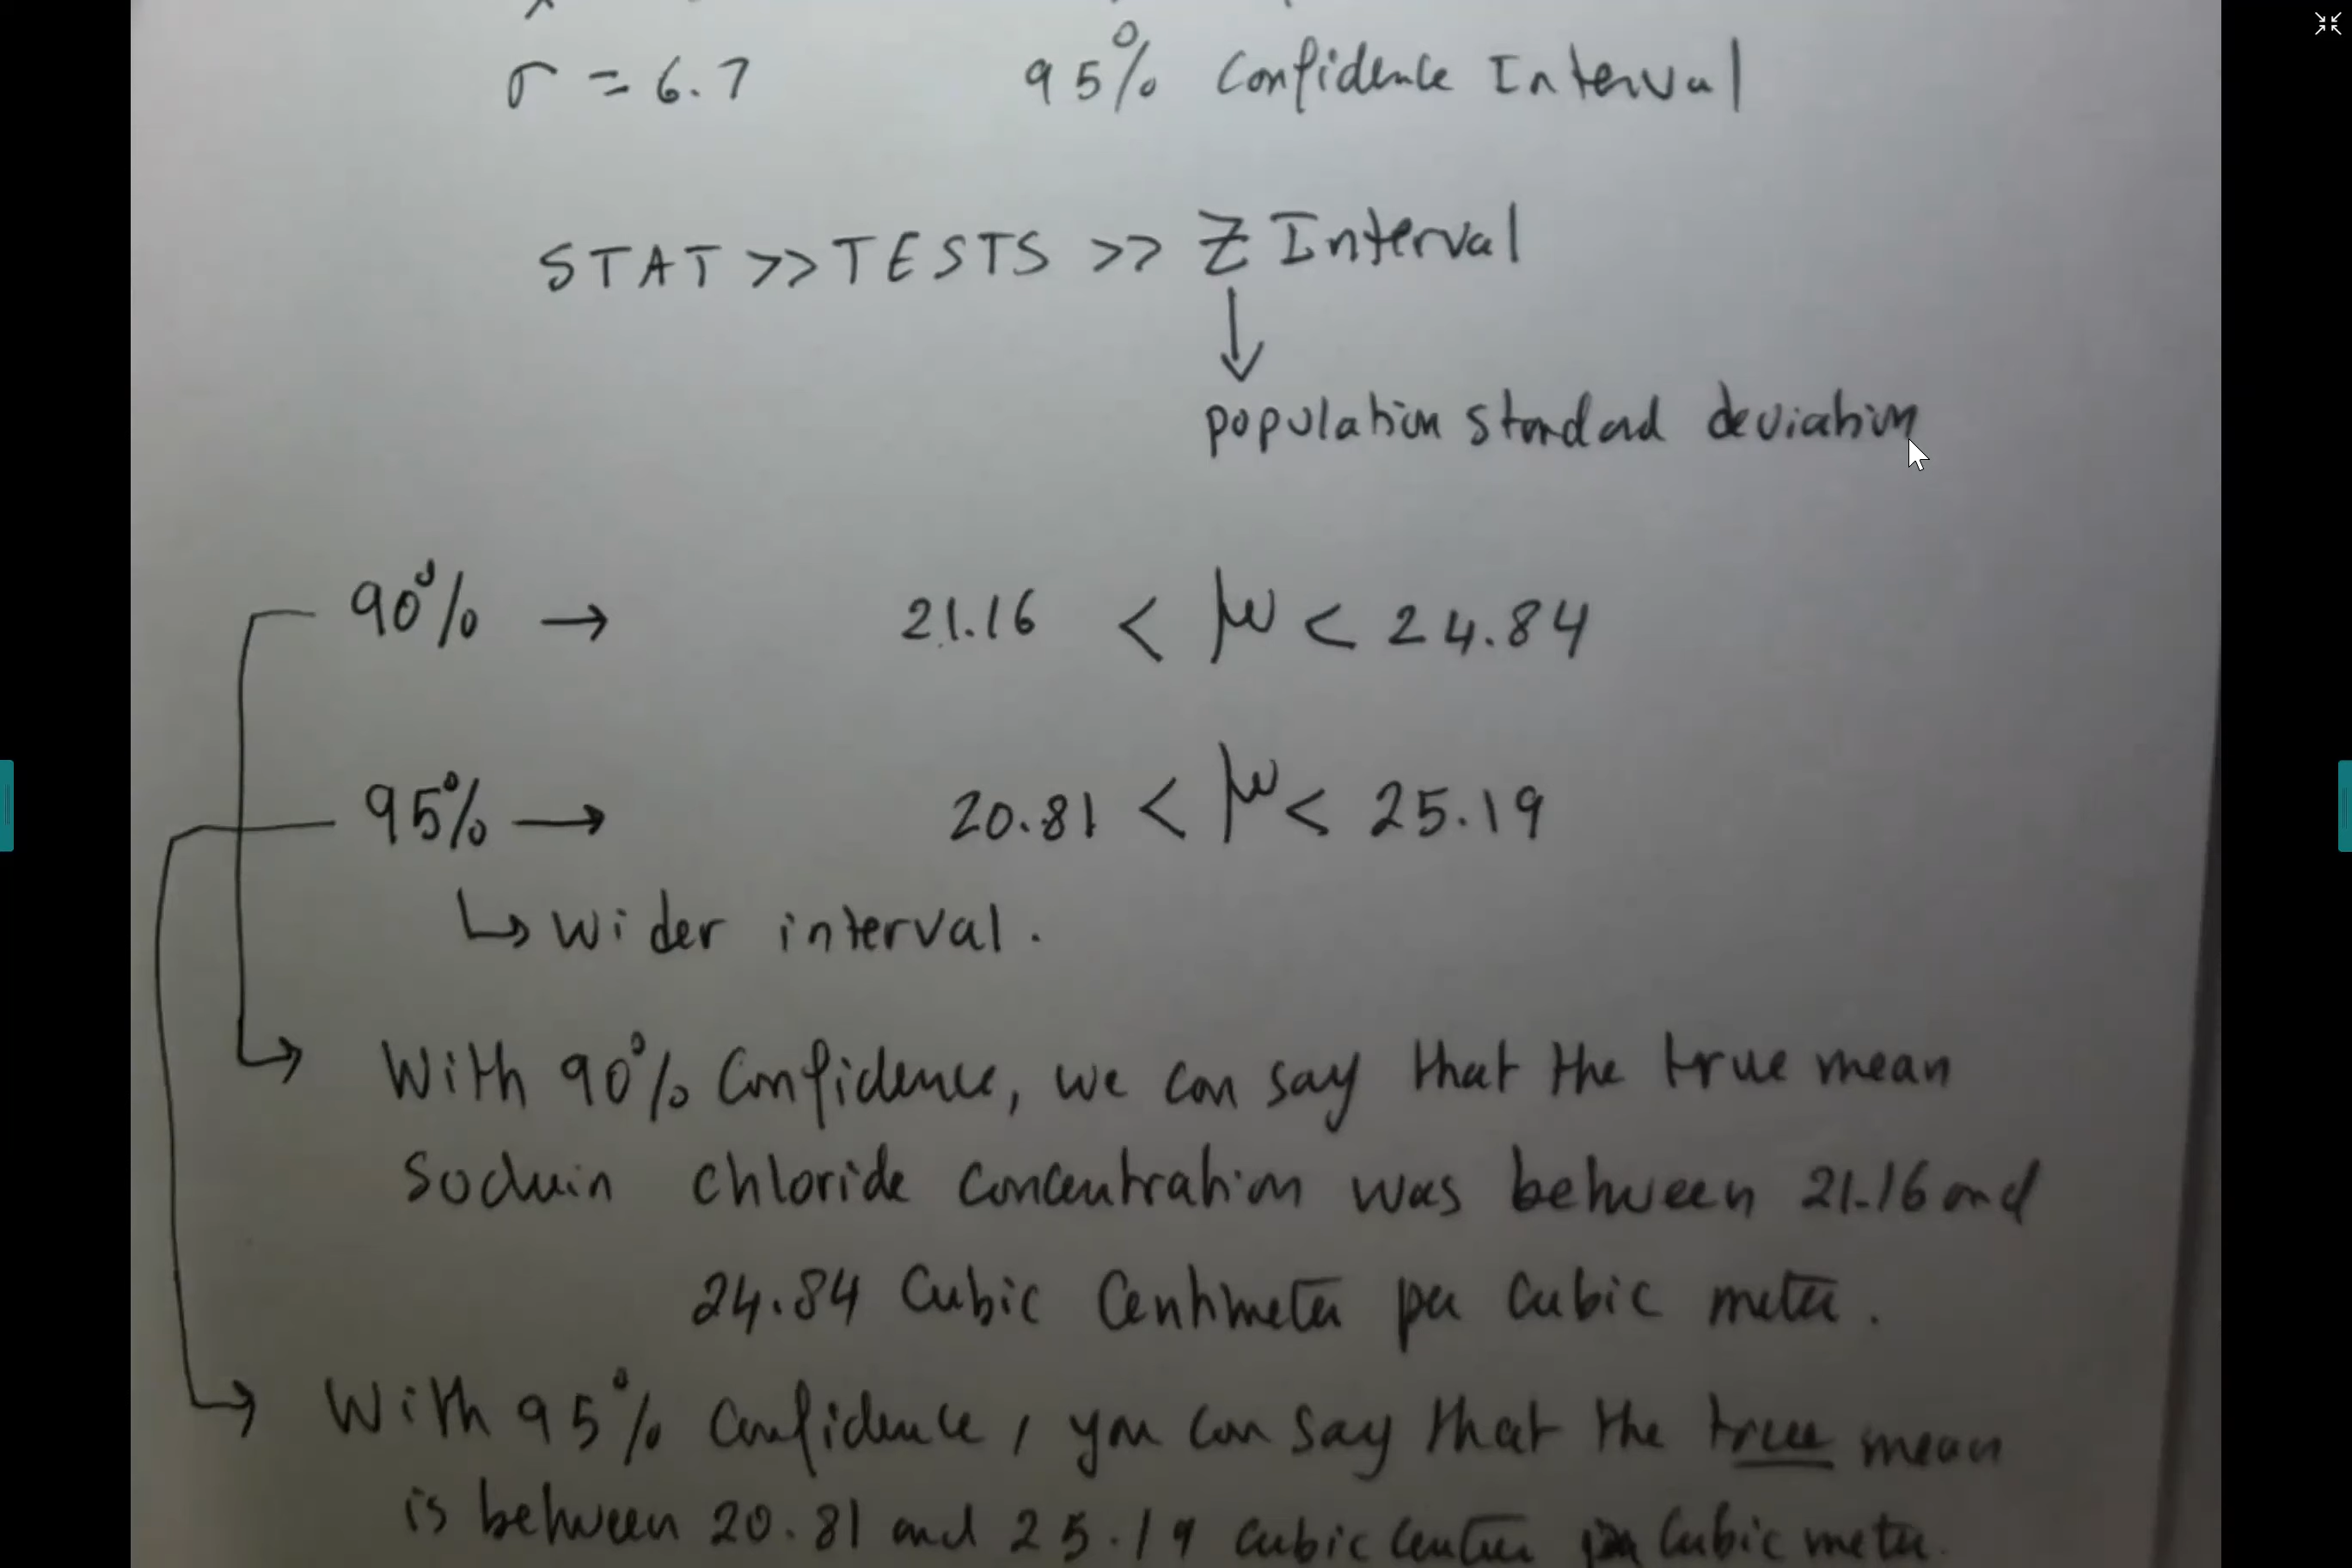 σ = 6.7 95% Confidence Interval
STAT >> TESTS >> Z Interval
↓
population standard deviation
90% → 21.16 < μ < 24.84
95% → 20.81 < μ < 25.19
↳ wider interval.
With 90% Confidence, we can say that the true mean
Sodium chloride concentration was between 21.16 and
24.84 Cubic Centimeter per cubic meter.
With 95% Confidence, you can say that the true mean
is between 20.81 and 25.19 cubic cubic meter.